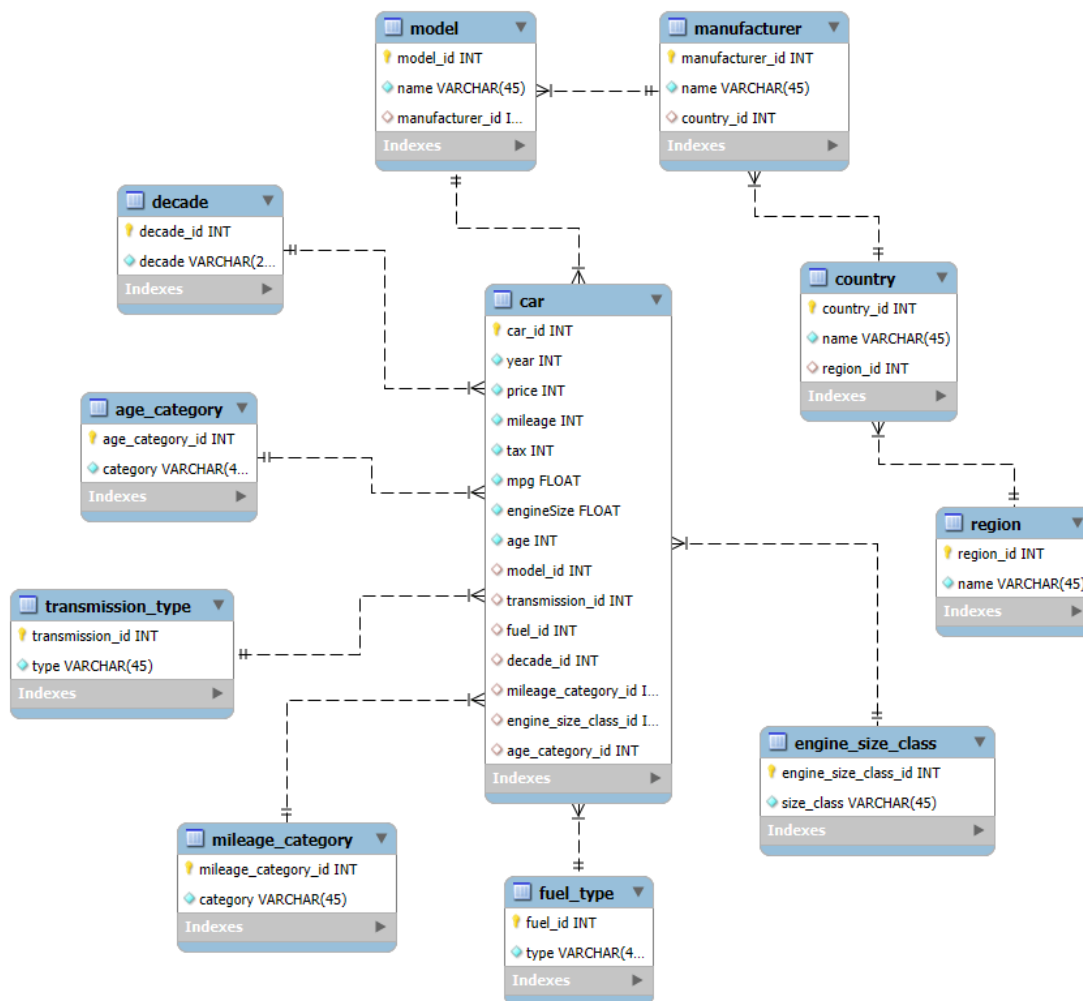 model
model_id INT
name VARCHAR(45)
manufacturer_id I...
Indexes
manufacturer
manufacturer_id INT
name VARCHAR(45)
country_id INT
Indexes
decade
decade_id INT
decade VARCHAR(2...
Indexes
country
country_id INT
name VARCHAR(45)
region_id INT
Indexes
car
car_id INT
year INT
price INT
mileage INT
tax INT
mpg FLOAT
engineSize FLOAT
age INT
model_id INT
transmission_id INT
fuel_id INT
decade_id INT
mileage_category_id I...
engine_size_class_id I...
age_category_id INT
Indexes
age_category
age_category_id INT
category VARCHAR(4...
Indexes
region
region_id INT
name VARCHAR(45)
Indexes
transmission_type
transmission_id INT
type VARCHAR(45)
Indexes
engine_size_class
engine_size_class_id INT
size_class VARCHAR(45)
Indexes
mileage_category
mileage_category_id INT
category VARCHAR(45)
Indexes
fuel_type
fuel_id INT
type VARCHAR(4...
Indexes